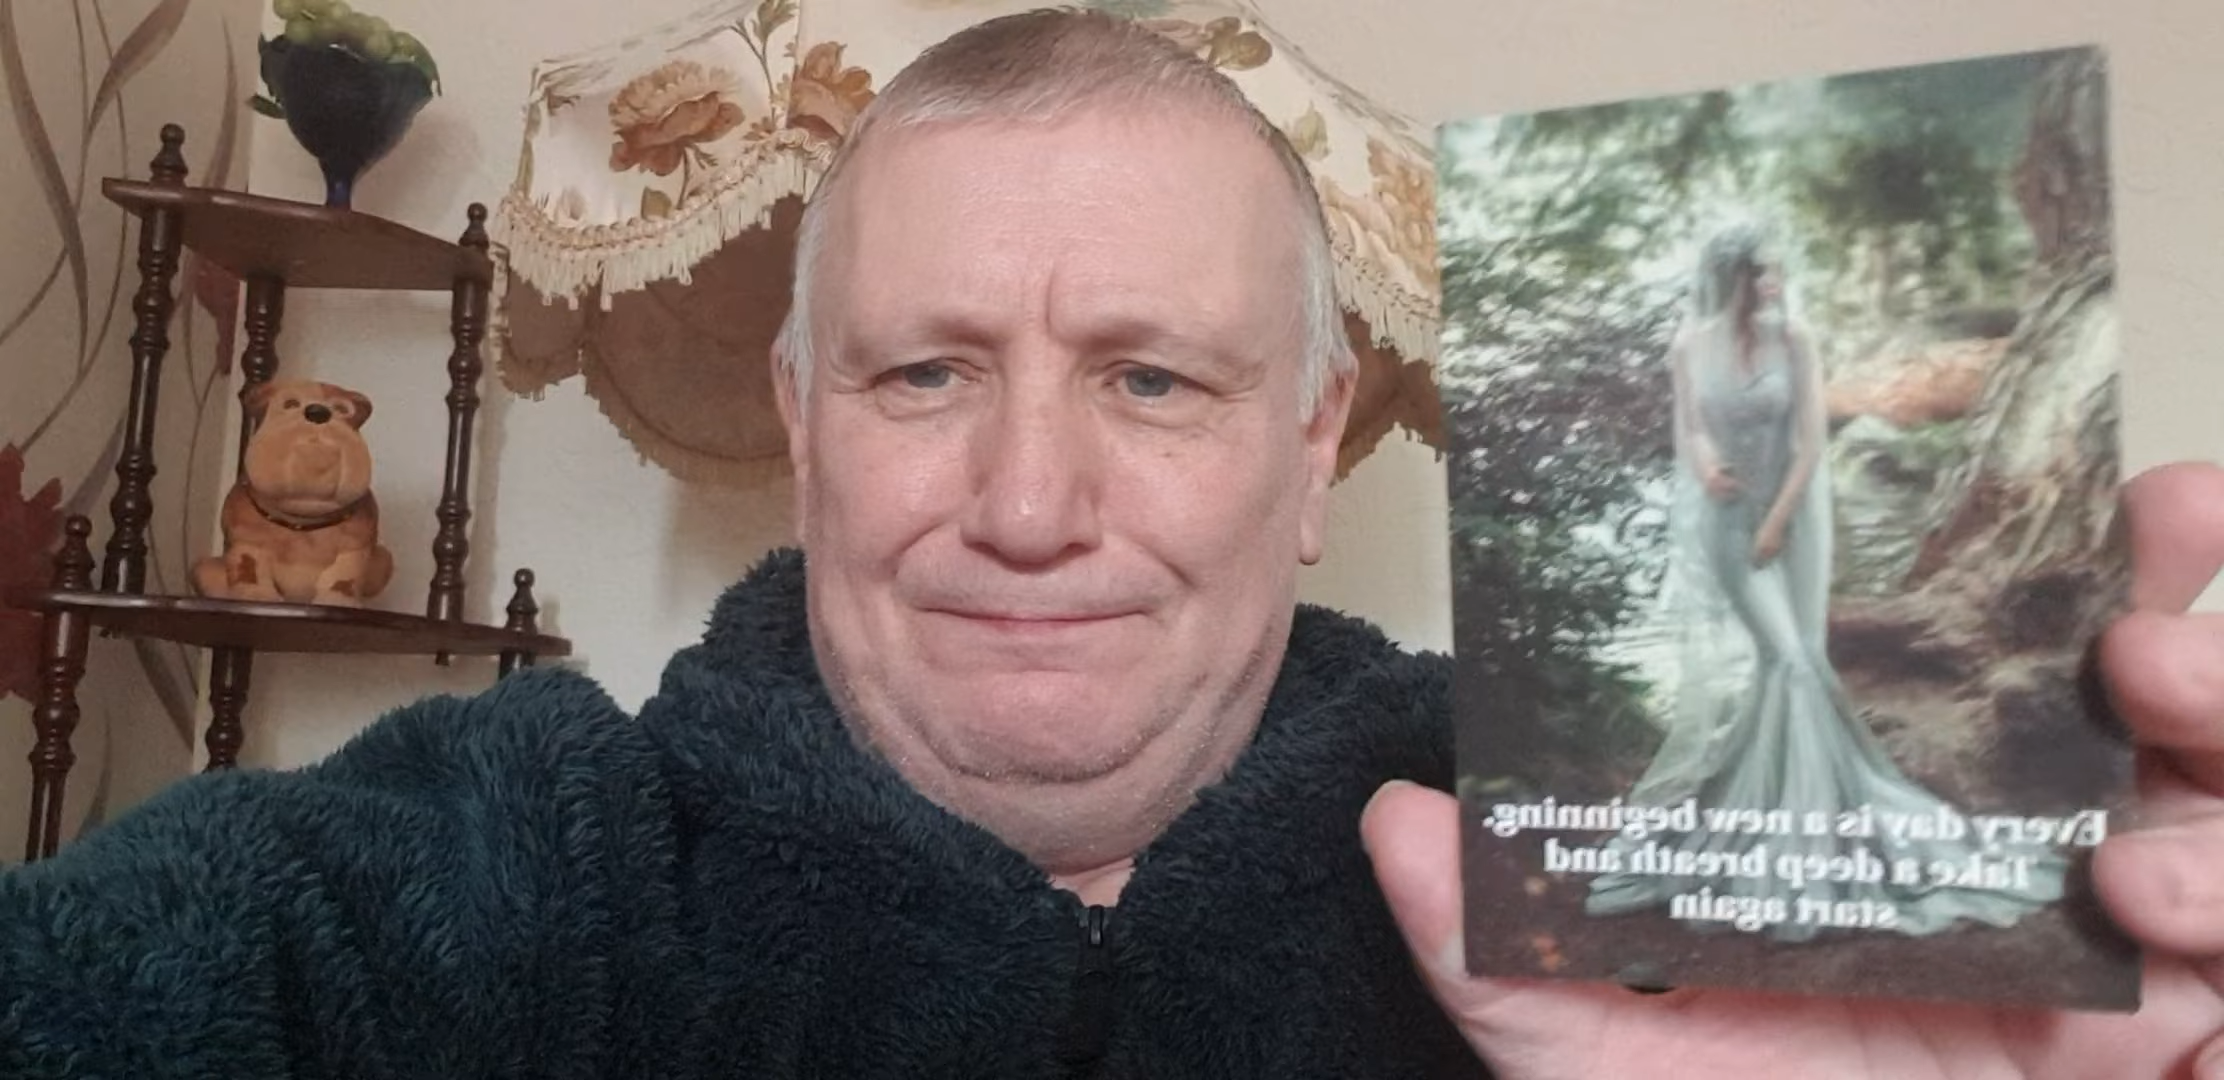 Every day is a new beginning.
Take a deep breath and
start again